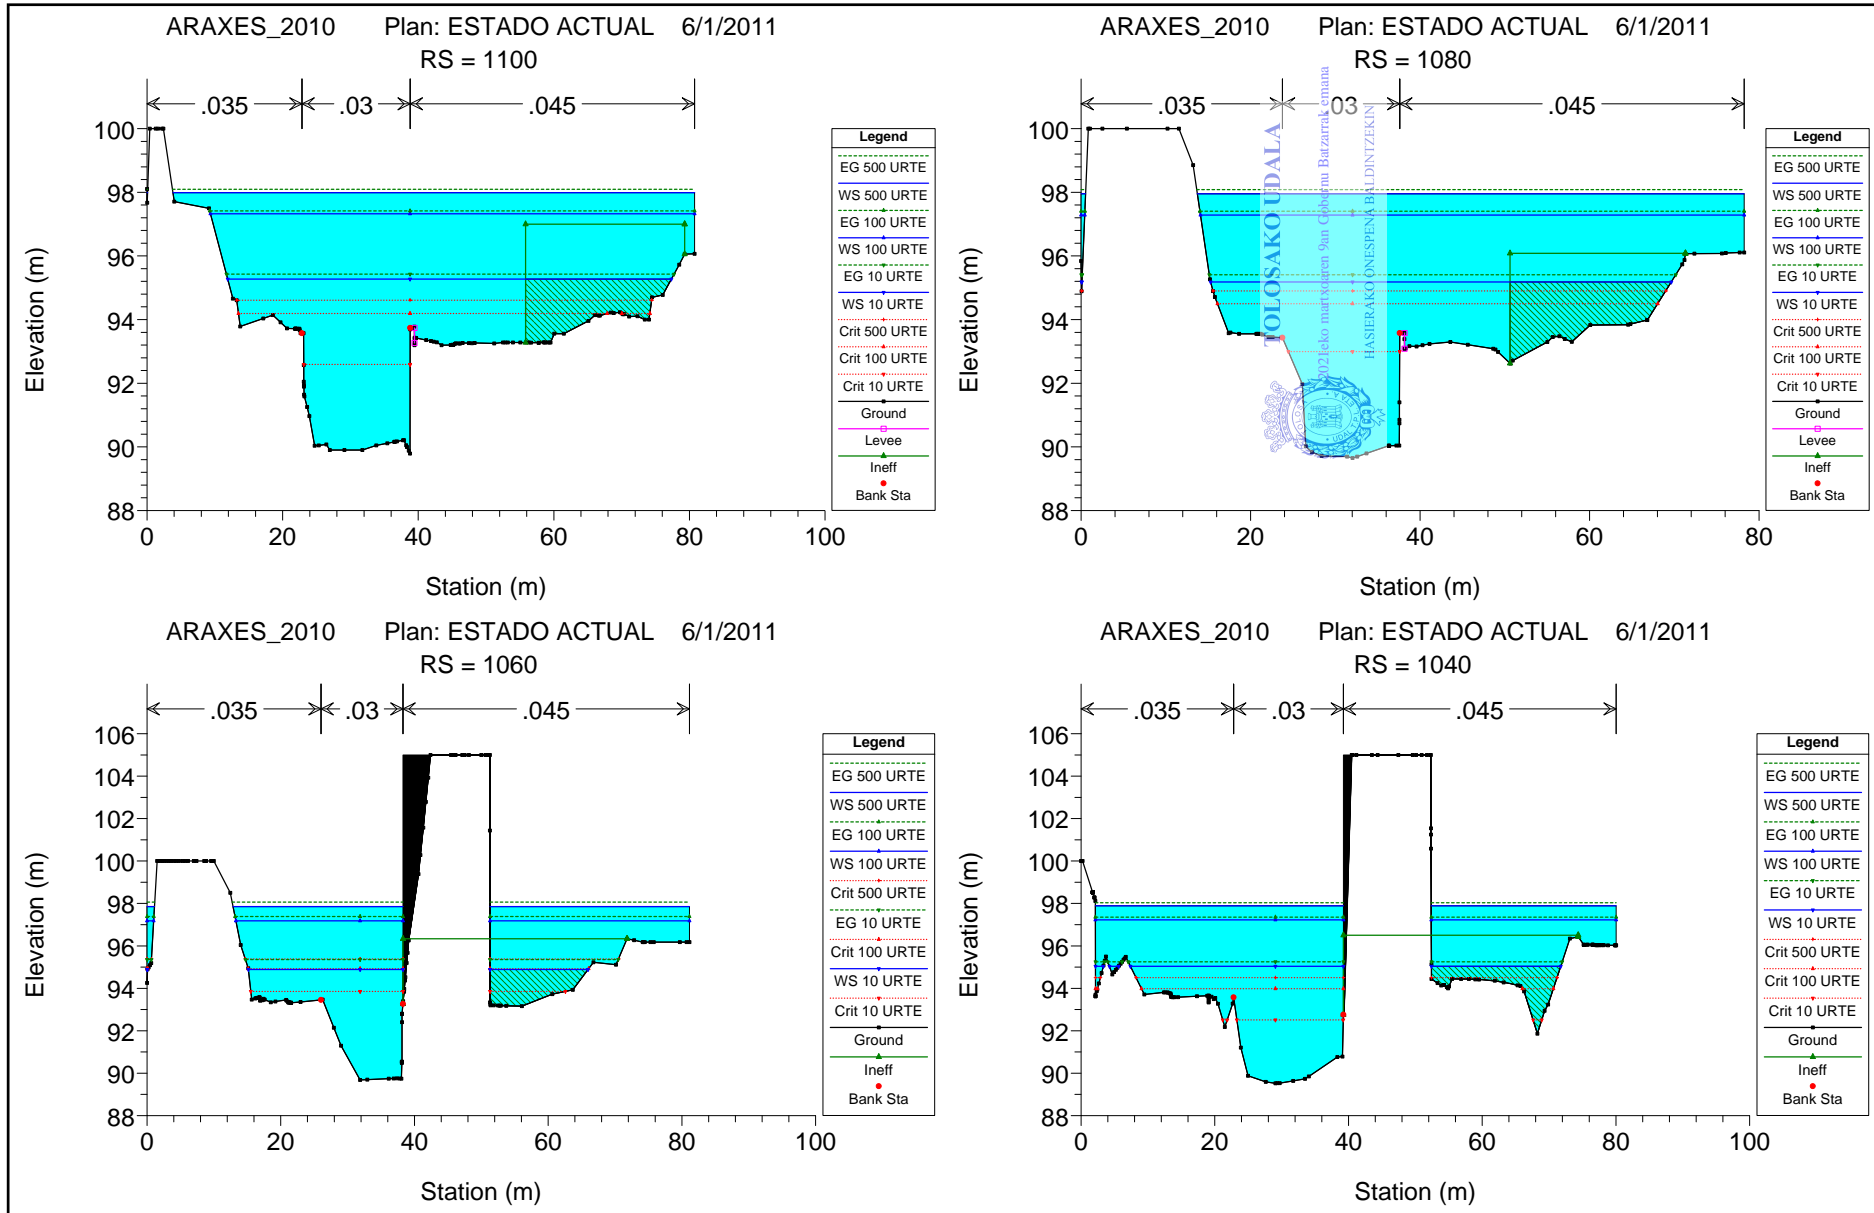 ARAXES_2010 Plan: ESTADO ACTUAL 6/1/2011
RS = 1100
.035 .03 .045
100
98
96
94
92
90
88
Elevation (m)
0 20 40 60 80 100
Station (m)
Legend
EG 500 URTE
WS 500 URTE
EG 100 URTE
WS 100 URTE
EG 10 URTE
WS 10 URTE
Crit 500 URTE
Crit 100 URTE
Crit 10 URTE
Ground
Levee
Ineff
Bank Sta
ARAXES_2010 Plan: ESTADO ACTUAL 6/1/2011
RS = 1080
.035 .03 .045
100
98
96
94
92
90
88
Elevation (m)
0 20 40 60 80
Station (m)
TOLOSAKO UDALA
2021eko martxoaren 9an Gobernu Batzarrak emana
HASIERAKO ONESPENA BALDINTZEKIN
Legend
EG 500 URTE
WS 500 URTE
EG 100 URTE
WS 100 URTE
EG 10 URTE
WS 10 URTE
Crit 500 URTE
Crit 100 URTE
Crit 10 URTE
Ground
Levee
Ineff
Bank Sta
ARAXES_2010 Plan: ESTADO ACTUAL 6/1/2011
RS = 1060
.035 .03 .045
106
104
102
100
98
96
94
92
90
88
Elevation (m)
0 20 40 60 80 100
Station (m)
Legend
EG 500 URTE
WS 500 URTE
EG 100 URTE
WS 100 URTE
Crit 500 URTE
EG 10 URTE
Crit 100 URTE
WS 10 URTE
Crit 10 URTE
Ground
Ineff
Bank Sta
ARAXES_2010 Plan: ESTADO ACTUAL 6/1/2011
RS = 1040
.035 .03 .045
106
104
102
100
98
96
94
92
90
88
Elevation (m)
0 20 40 60 80 100
Station (m)
Legend
EG 500 URTE
WS 500 URTE
EG 100 URTE
WS 100 URTE
EG 10 URTE
WS 10 URTE
Crit 500 URTE
Crit 100 URTE
Crit 10 URTE
Ground
Ineff
Bank Sta